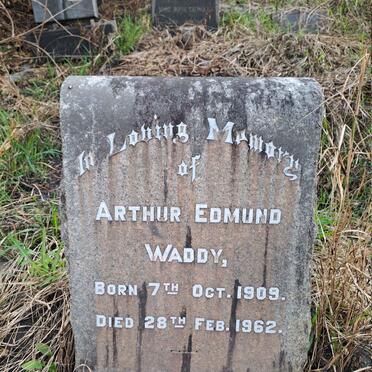 In Loving Memory
of
ARTHUR EDMUND
WADDY,
BORN 7TH OCT. 1909.
DIED 28TH FEB. 1962.